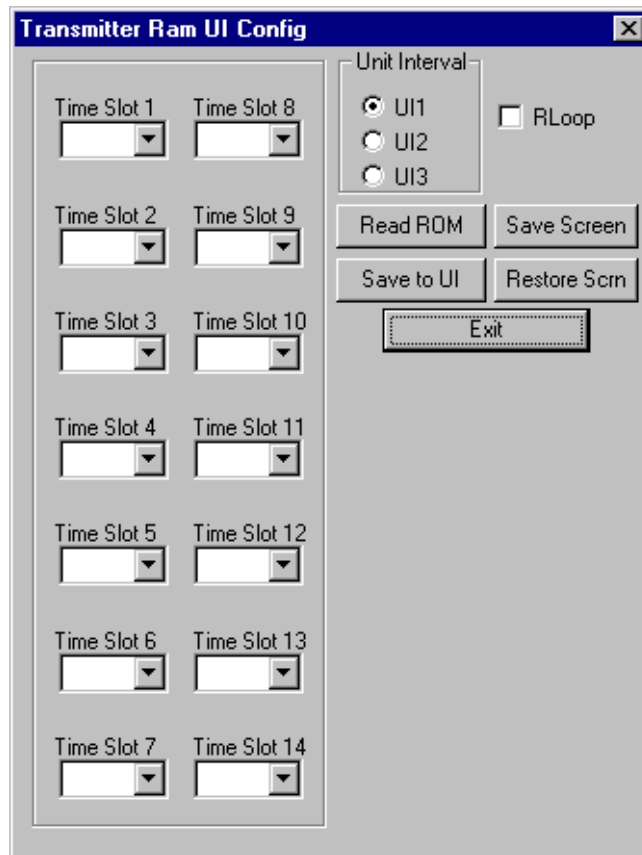 Transmitter Ram UI Config
Time Slot 1 Time Slot 8
Time Slot 2 Time Slot 9
Time Slot 3 Time Slot 10
Time Slot 4 Time Slot 11
Time Slot 5 Time Slot 12
Time Slot 6 Time Slot 13
Time Slot 7 Time Slot 14
Unit Interval
UI1
UI2
UI3
RLoop
Read ROM Save Screen
Save to UI Restore Scrn
Exit